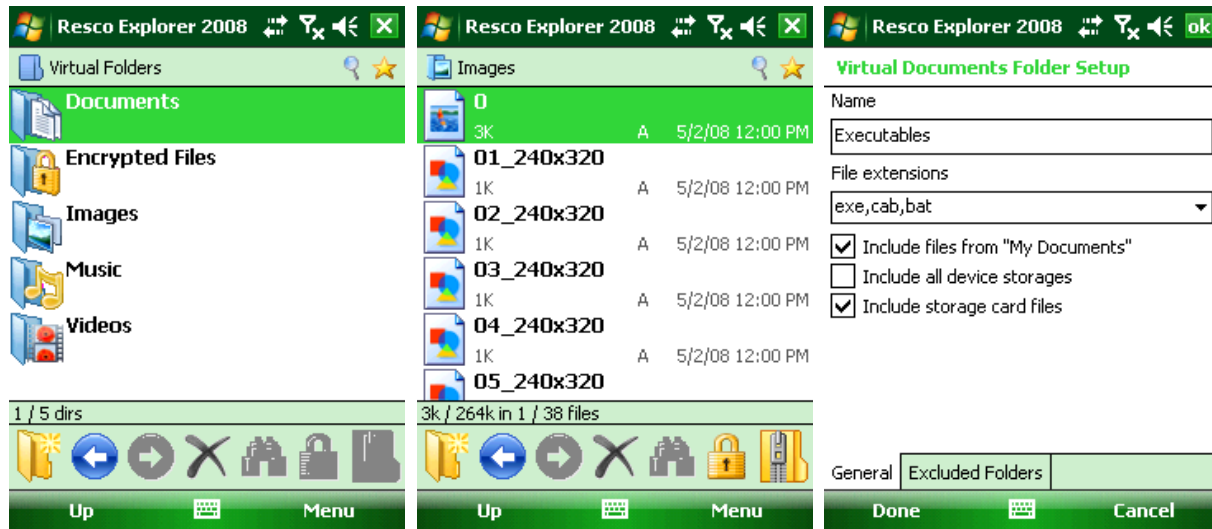 Resco Explorer 2008
Virtual Folders
Documents
Encrypted Files
Images
Music
Videos
1 / 5 dirs
Up
Menu
Resco Explorer 2008
Images
0
3K A 5/2/08 12:00 PM
01_240x320
1K A 5/2/08 12:00 PM
02_240x320
1K A 5/2/08 12:00 PM
03_240x320
1K A 5/2/08 12:00 PM
04_240x320
1K A 5/2/08 12:00 PM
05_240x320
3k / 264k in 1 / 38 files
Up
Menu
Resco Explorer 2008 ok
Virtual Documents Folder Setup
Name
Executables
File extensions
exe,cab,bat
Include files from "My Documents"
Include all device storages
Include storage card files
General
Excluded Folders
Done
Cancel